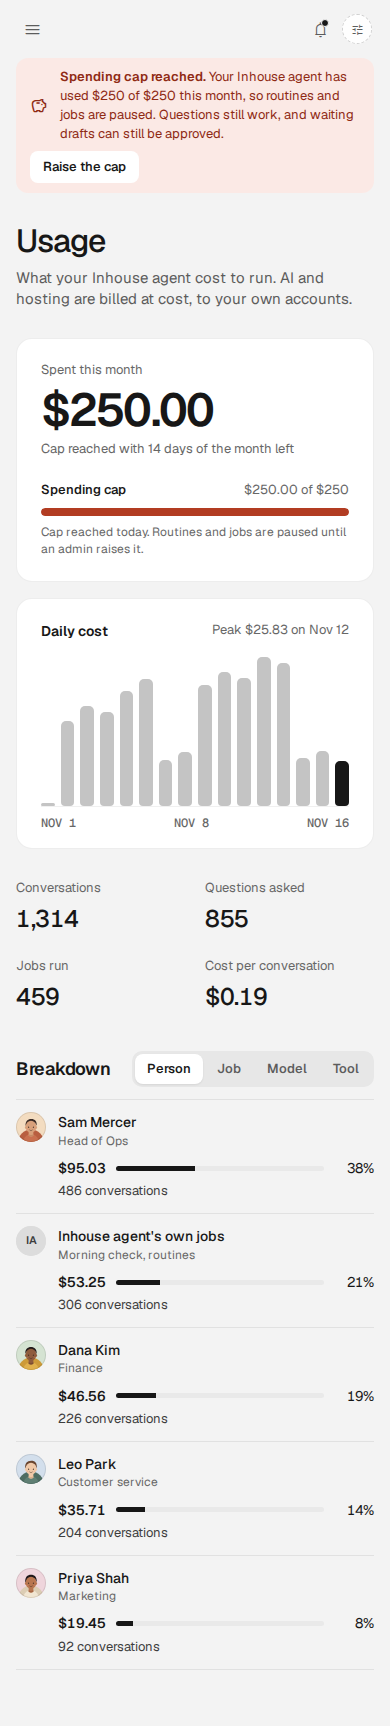 Spending cap reached. Your Inhouse agent has
used $250 of $250 this month, so routines and
jobs are paused. Questions still work, and waiting
drafts can still be approved.
Raise the cap
Usage
What your Inhouse agent cost to run. AI and
hosting are billed at cost, to your own accounts.
Spent this month
$250.00
Cap reached with 14 days of the month left
Spending cap $250.00 of $250
Cap reached today. Routines and jobs are paused until
an admin raises it.
Daily cost Peak $25.83 on Nov 12
NOV 1 NOV 8 NOV 16
Conversations Questions asked
1,314 855
Jobs run Cost per conversation
459 $0.19
Breakdown Person Job Model Tool
Sam Mercer
Head of Ops
$95.03 38%
486 conversations
IA Inhouse agent's own jobs
Morning check, routines
$53.25 21%
306 conversations
Dana Kim
Finance
$46.56 19%
226 conversations
Leo Park
Customer service
$35.71 14%
204 conversations
Priya Shah
Marketing
$19.45 8%
92 conversations